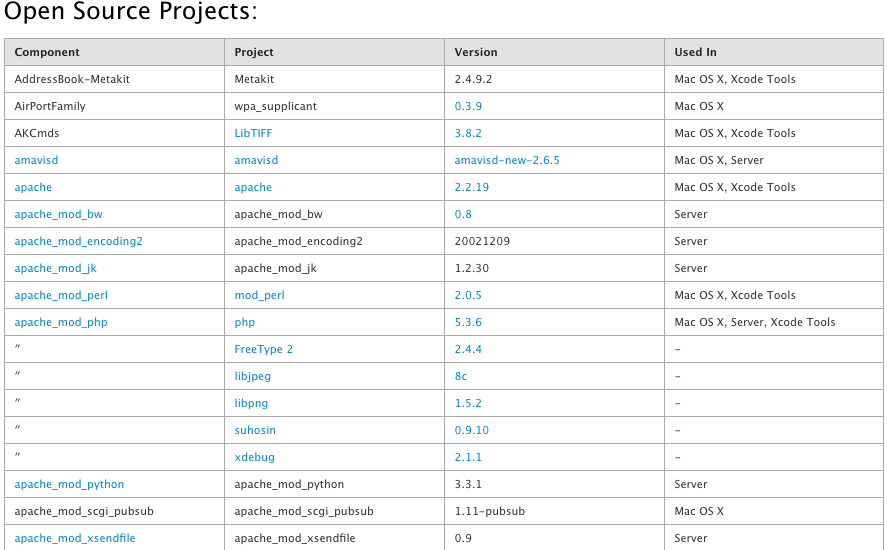 Open Source Projects:
Component Project Version Used In
AddressBook-Metakit Metakit 2.4.9.2 Mac OS X, Xcode Tools
AirPortFamily wpa_supplicant 0.3.9 Mac OS X
AKCmds LibTIFF 3.8.2 Mac OS X, Xcode Tools
amavisd amavisd amavisd-new-2.6.5 Mac OS X, Server
apache apache 2.2.19 Mac OS X, Xcode Tools
apache_mod_bw apache_mod_bw 0.8 Server
apache_mod_encoding2 apache_mod_encoding2 20021209 Server
apache_mod_jk apache_mod_jk 1.2.30 Server
apache_mod_perl mod_perl 2.0.5 Mac OS X, Xcode Tools
apache_mod_php php 5.3.6 Mac OS X, Server, Xcode Tools
" FreeType 2 2.4.4 –
" libjpeg 8c –
" libpng 1.5.2 –
" suhosin 0.9.10 –
" xdebug 2.1.1 –
apache_mod_python apache_mod_python 3.3.1 Server
apache_mod_scgi_pubsub apache_mod_scgi_pubsub 1.11-pubsub Mac OS X
apache_mod_xsendfile apache_mod_xsendfile 0.9 Server